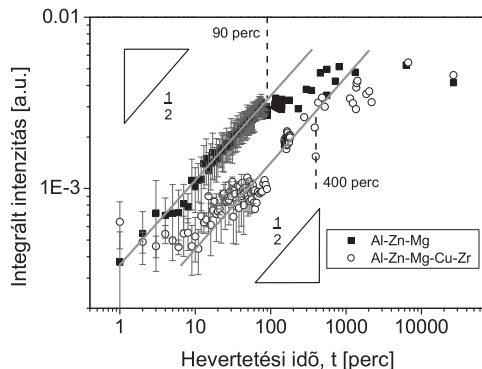 0.01
90 perc
1
2
Integrált intenzitás [a.u.]
1E-3
400 perc
1
2
Al-Zn-Mg
Al-Zn-Mg-Cu-Zr
1
10
100
1000
10000
Hevertetési idõ, t [perc]